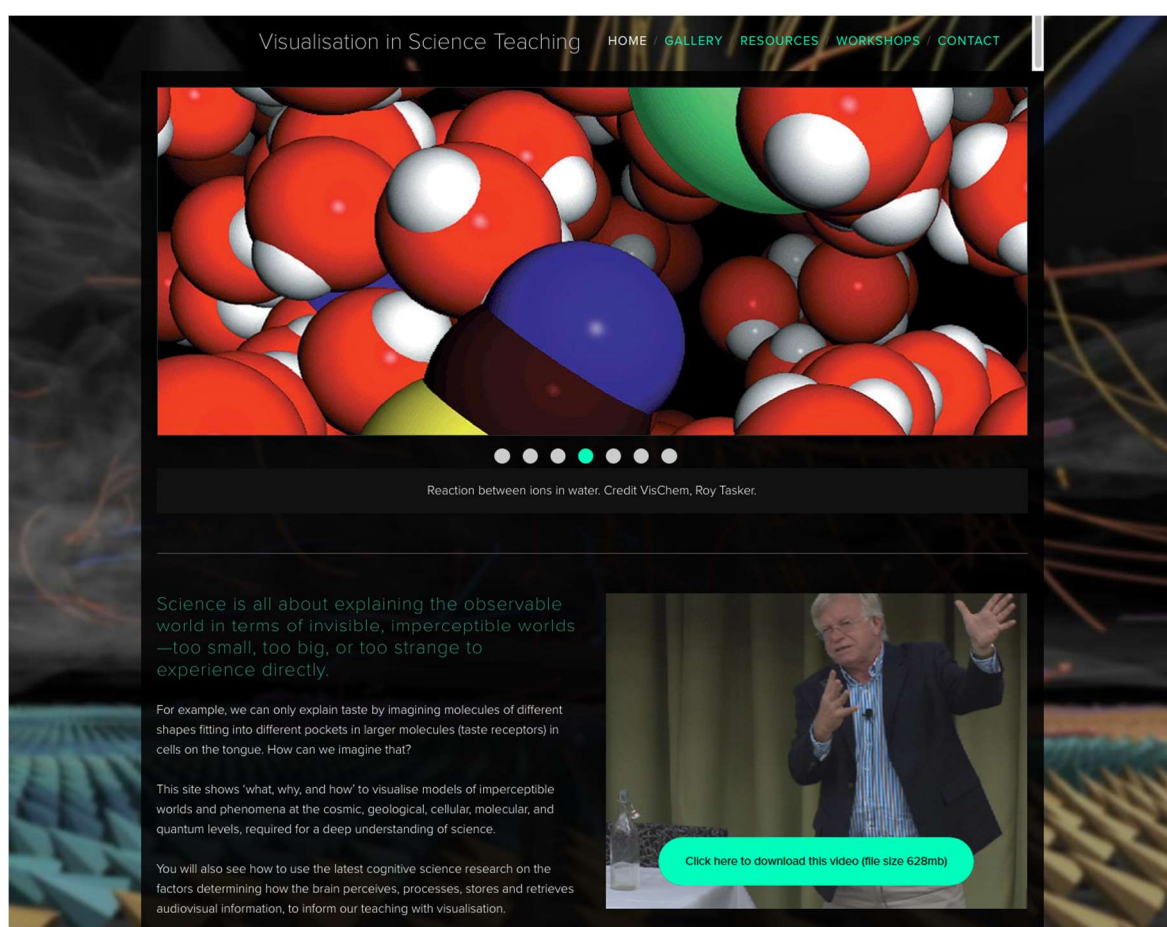 Visualisation in Science Teaching
HOME / GALLERY / RESOURCES / WORKSHOPS / CONTACT
Reaction between ions in water. Credit VisChem, Roy Tasker.
Science is all about explaining the observable
world in terms of invisible, imperceptible worlds
—too small, too big, or too strange to
experience directly.
For example, we can only explain taste by imagining molecules of different
shapes fitting into different pockets in larger molecules (taste receptors) in
cells on the tongue. How can we imagine that?
This site shows 'what, why, and how' to visualise models of imperceptible
worlds and phenomena at the cosmic, geological, cellular, molecular, and
quantum levels, required for a deep understanding of science.
You will also see how to use the latest cognitive science research on the
factors determining how the brain perceives, processes, stores and retrieves
audiovisual information, to inform our teaching with visualisation.
Click here to download this video (file size 628mb)